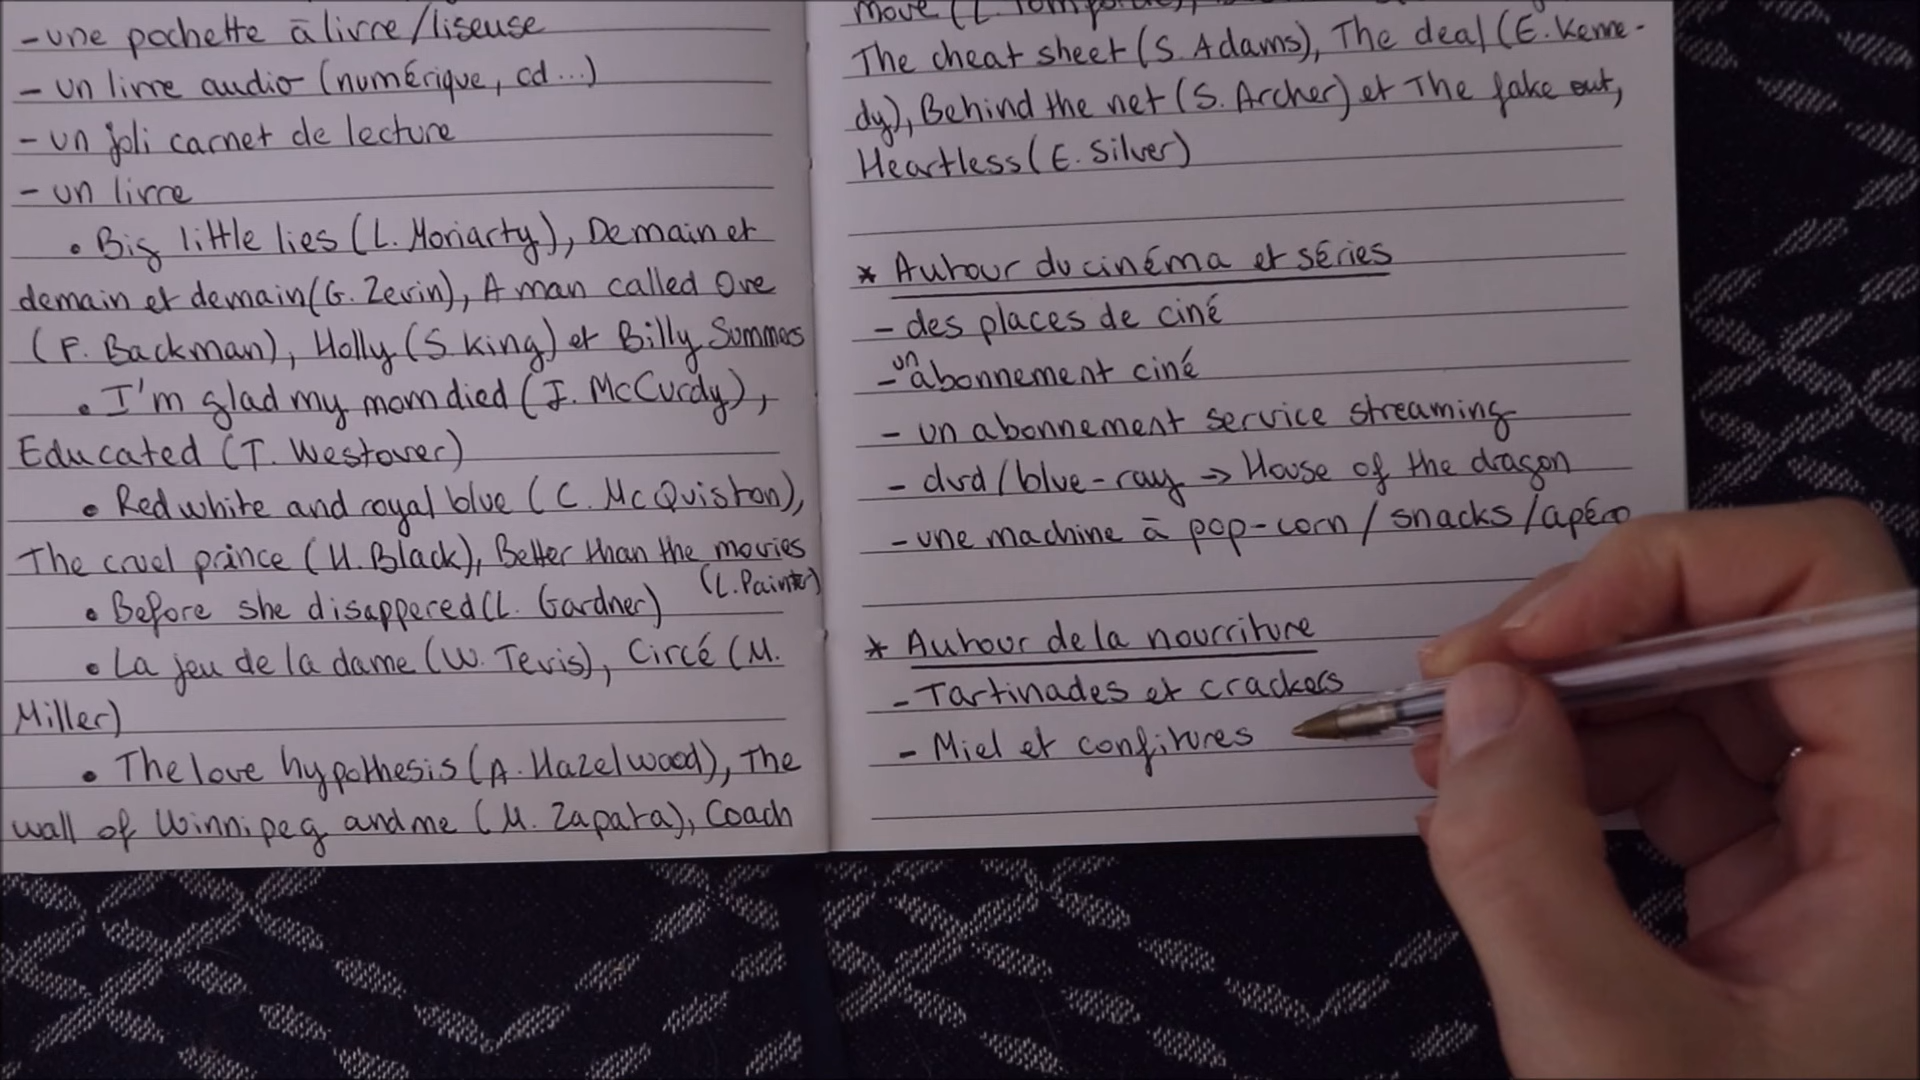 - une pochette à livre/liseuse
- un livre audio (numérique, cd...)
- un joli carnet de lecture
- un livre
• Big little lies (L. Moriarty), Demain et
demain et demain (G. Zevin), A man called Ove
(F. Backman), Holly (S. King) et Billy Summers
• I'm glad my mom died (J. McCurdy),
Educated (T. Westover)
• Red white and royal blue (C. McQuiston),
The cruel prince (H. Black), Better than the movies
(L. Painter)
• Before she disappered (L. Gardner)
• La jeu de la dame (W. Tevis), Circé (M.
Miller)
• The love hypothesis (A. Hazelwood), The
wall of Winnipeg and me (M. Zapata), Coach
move (L.
The cheat sheet (S. Adams), The deal (E. Kenne-
dy), Behind the net (S. Archer) et The fake out,
Heartless (E. Silver)
* Autour du cinéma et séries
- des places de ciné
- un abonnement ciné
- un abonnement service streaming
- dvd/blue-ray → House of the dragon
- une machine à pop-corn / snacks / apéro
* Autour de la nourriture
- Tartinades et crackers
- Miel et confitures